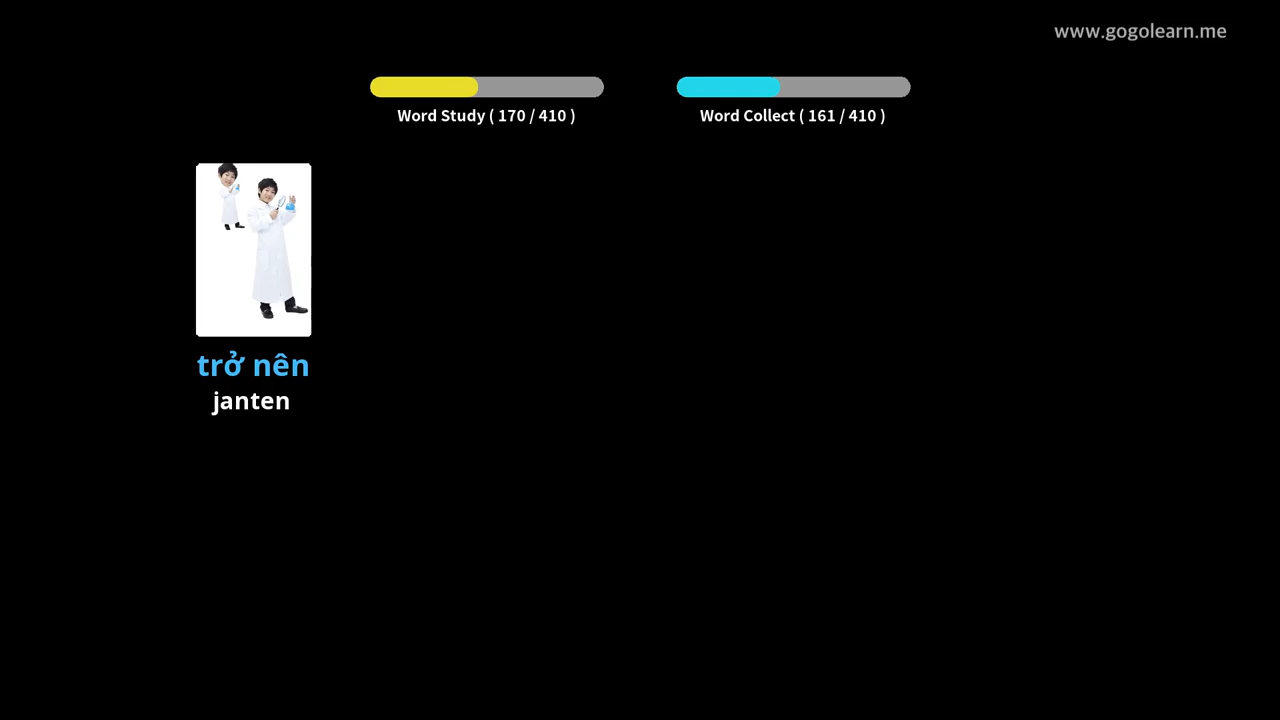 www.gogolearn.me
Word Study ( 170 / 410 )
Word Collect ( 161 / 410 )
trở nên
janten